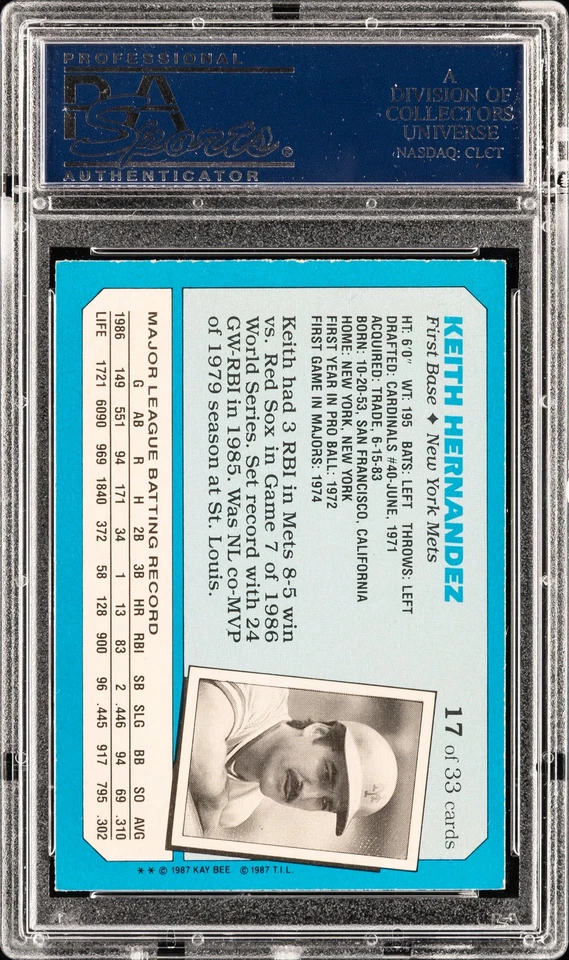 PROFESSIONAL
PSA
Sports
AUTHENTICATOR
A
DIVISION OF
COLLECTORS
UNIVERSE
NASDAQ: CLCT
KEITH HERNANDEZ
First Base ♦ New York Mets
17 of 33 cards
HT: 6'0" WT: 195 BATS: LEFT THROWS: LEFT
DRAFTED: CARDINALS #40-JUNE, 1971
ACQUIRED: TRADE, 6-15-83
BORN: 10-20-53, SAN FRANCISCO, CALIFORNIA
HOME: NEW YORK, NEW YORK
FIRST YEAR IN PRO BALL: 1972
FIRST GAME IN MAJORS: 1974
Keith had 3 RBI in Mets 8-5 win
vs. Red Sox in Game 7 of 1986
World Series. Set record with 24
GW-RBI in 1985. Was NL co-MVP
of 1979 season at St. Louis.
MAJOR LEAGUE BATTING RECORD
G AB R H 2B 3B HR RBI SB SLG BB SO AVG
1986 149 551 94 171 34 1 13 83 2 .446 94 69 .310
LIFE 1721 6090 969 1840 372 58 128 900 96 .445 917 795 .302
** © 1987 KAY BEE © 1987 T.I.L.